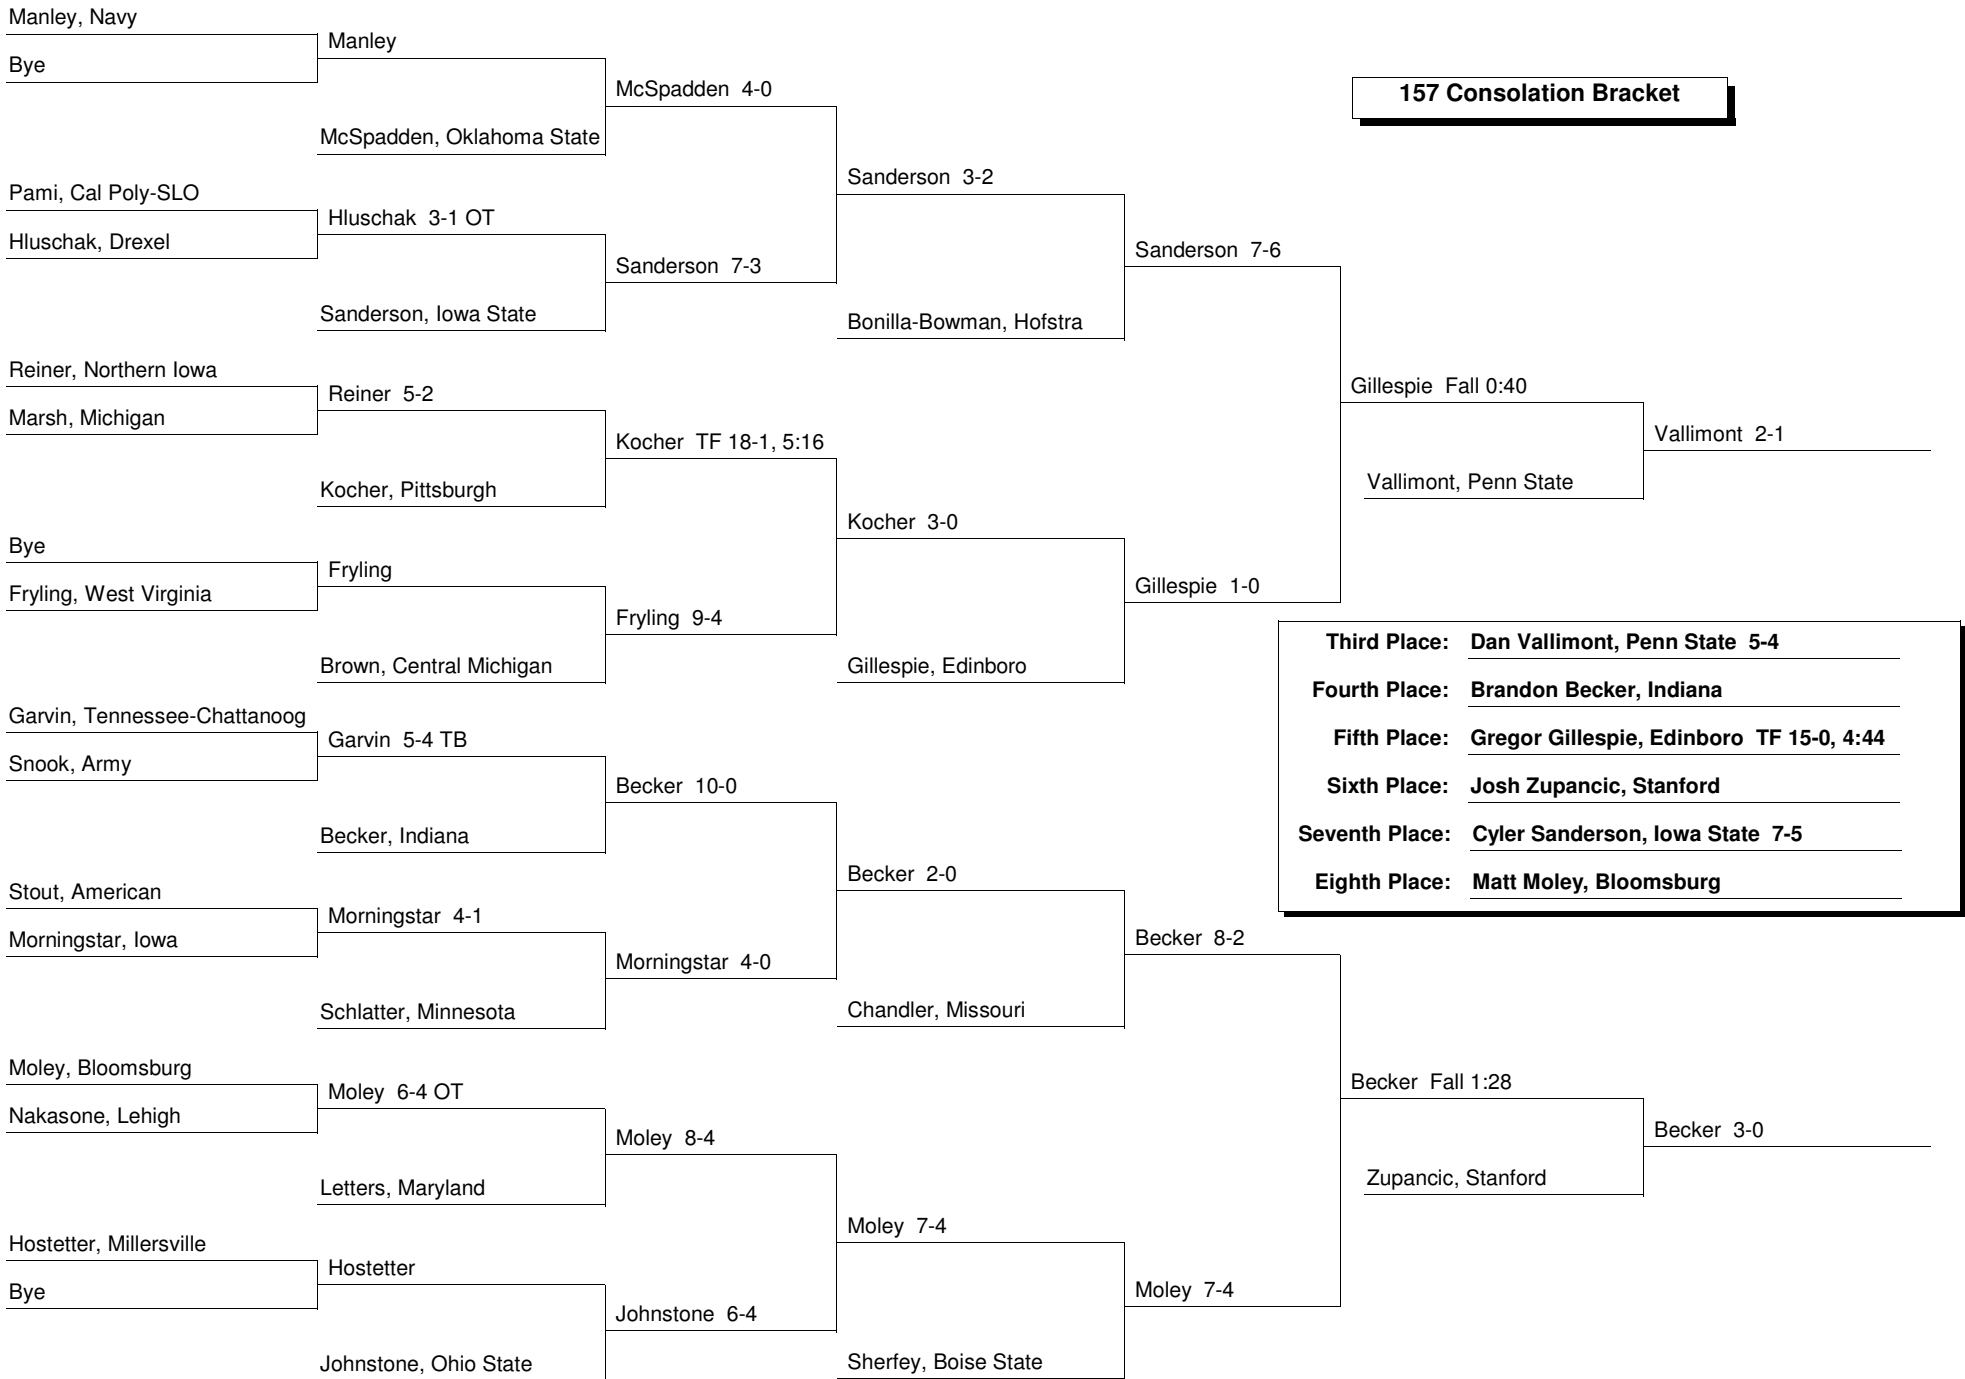 Manley, Navy
Bye
Manley
McSpadden, Oklahoma State
McSpadden 4-0
157 Consolation Bracket
Pami, Cal Poly-SLO
Hluschak, Drexel
Hluschak 3-1 OT
Sanderson, Iowa State
Sanderson 7-3
Sanderson 3-2
Bonilla-Bowman, Hofstra
Sanderson 7-6
Reiner, Northern Iowa
Marsh, Michigan
Reiner 5-2
Kocher, Pittsburgh
Kocher TF 18-1, 5:16
Bye
Fryling, West Virginia
Fryling
Brown, Central Michigan
Fryling 9-4
Kocher 3-0
Gillespie, Edinboro
Gillespie 1-0
Gillespie Fall 0:40
Vallimont, Penn State
Vallimont 2-1
Third Place: Dan Vallimont, Penn State 5-4
Fourth Place: Brandon Becker, Indiana
Fifth Place: Gregor Gillespie, Edinboro TF 15-0, 4:44
Sixth Place: Josh Zupancic, Stanford
Seventh Place: Cyler Sanderson, Iowa State 7-5
Eighth Place: Matt Moley, Bloomsburg
Garvin, Tennessee-Chattanoog
Snook, Army
Garvin 5-4 TB
Becker, Indiana
Becker 10-0
Stout, American
Morningstar, Iowa
Morningstar 4-1
Schlatter, Minnesota
Morningstar 4-0
Becker 2-0
Chandler, Missouri
Becker 8-2
Moley, Bloomsburg
Nakasone, Lehigh
Moley 6-4 OT
Letters, Maryland
Moley 8-4
Hostetter, Millersville
Bye
Hostetter
Johnstone, Ohio State
Johnstone 6-4
Moley 7-4
Sherfey, Boise State
Moley 7-4
Becker Fall 1:28
Zupancic, Stanford
Becker 3-0